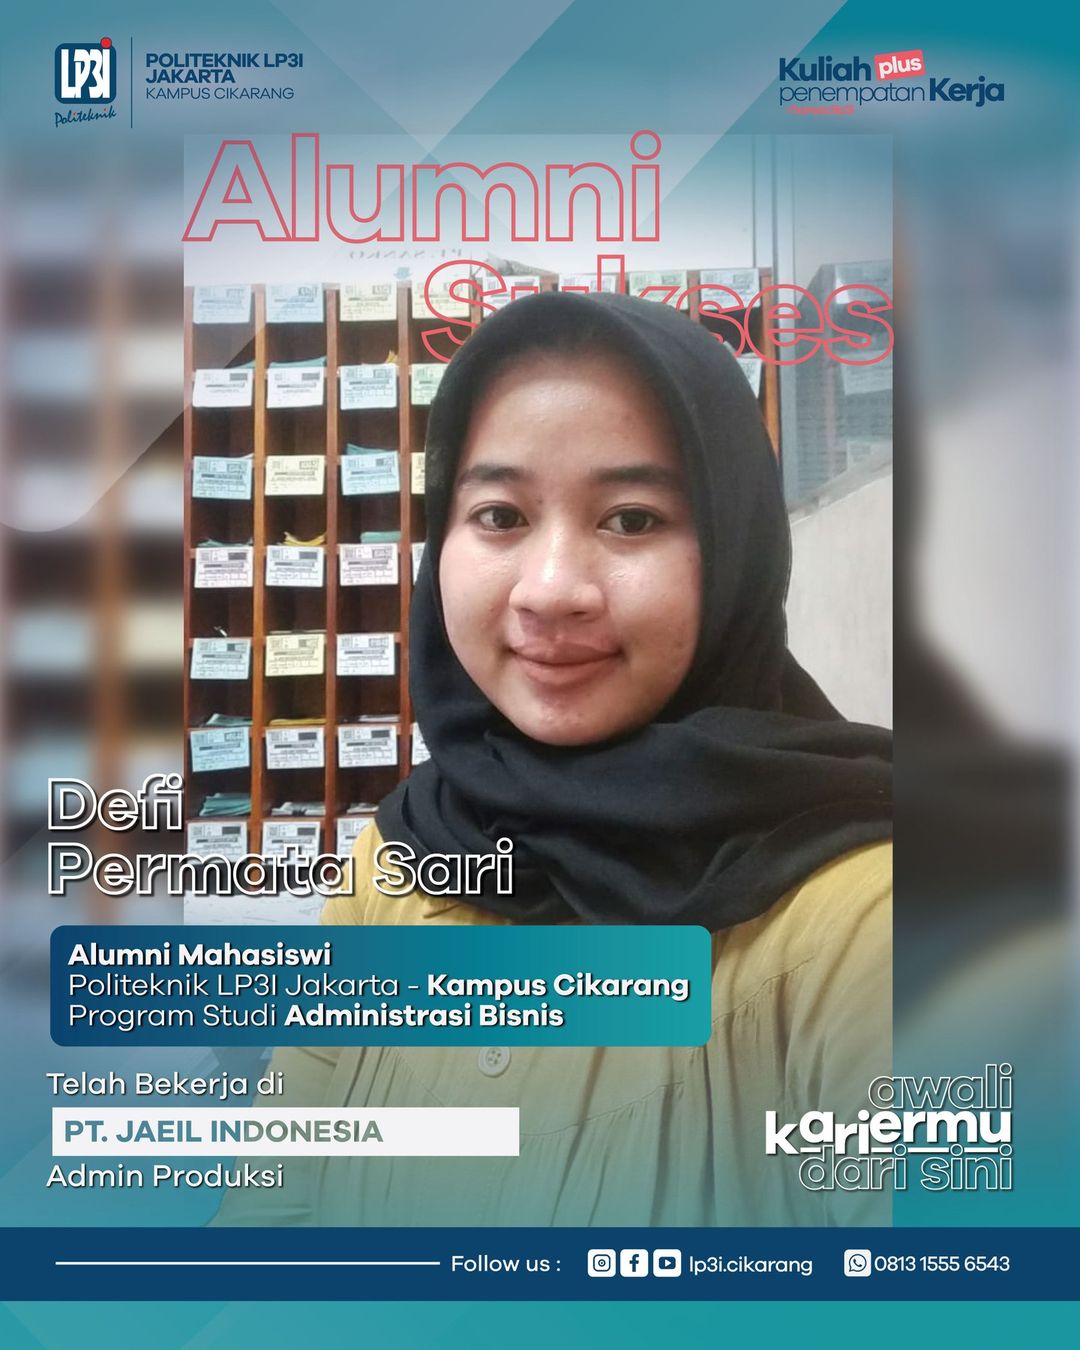 LP3I
Politeknik
POLITEKNIK LP3I
JAKARTA
KAMPUS CIKARANG
Kuliah plus
penempatan Kerja
Alumni
Sukses
Defi
Permata Sari
Alumni Mahasiswi
Politeknik LP3I Jakarta - Kampus Cikarang
Program Studi Administrasi Bisnis
Telah Bekerja di
PT. JAEIL INDONESIA
Admin Produksi
awali
kariermu
dari sini
Follow us :
lp3i.cikarang
0813 1555 6543